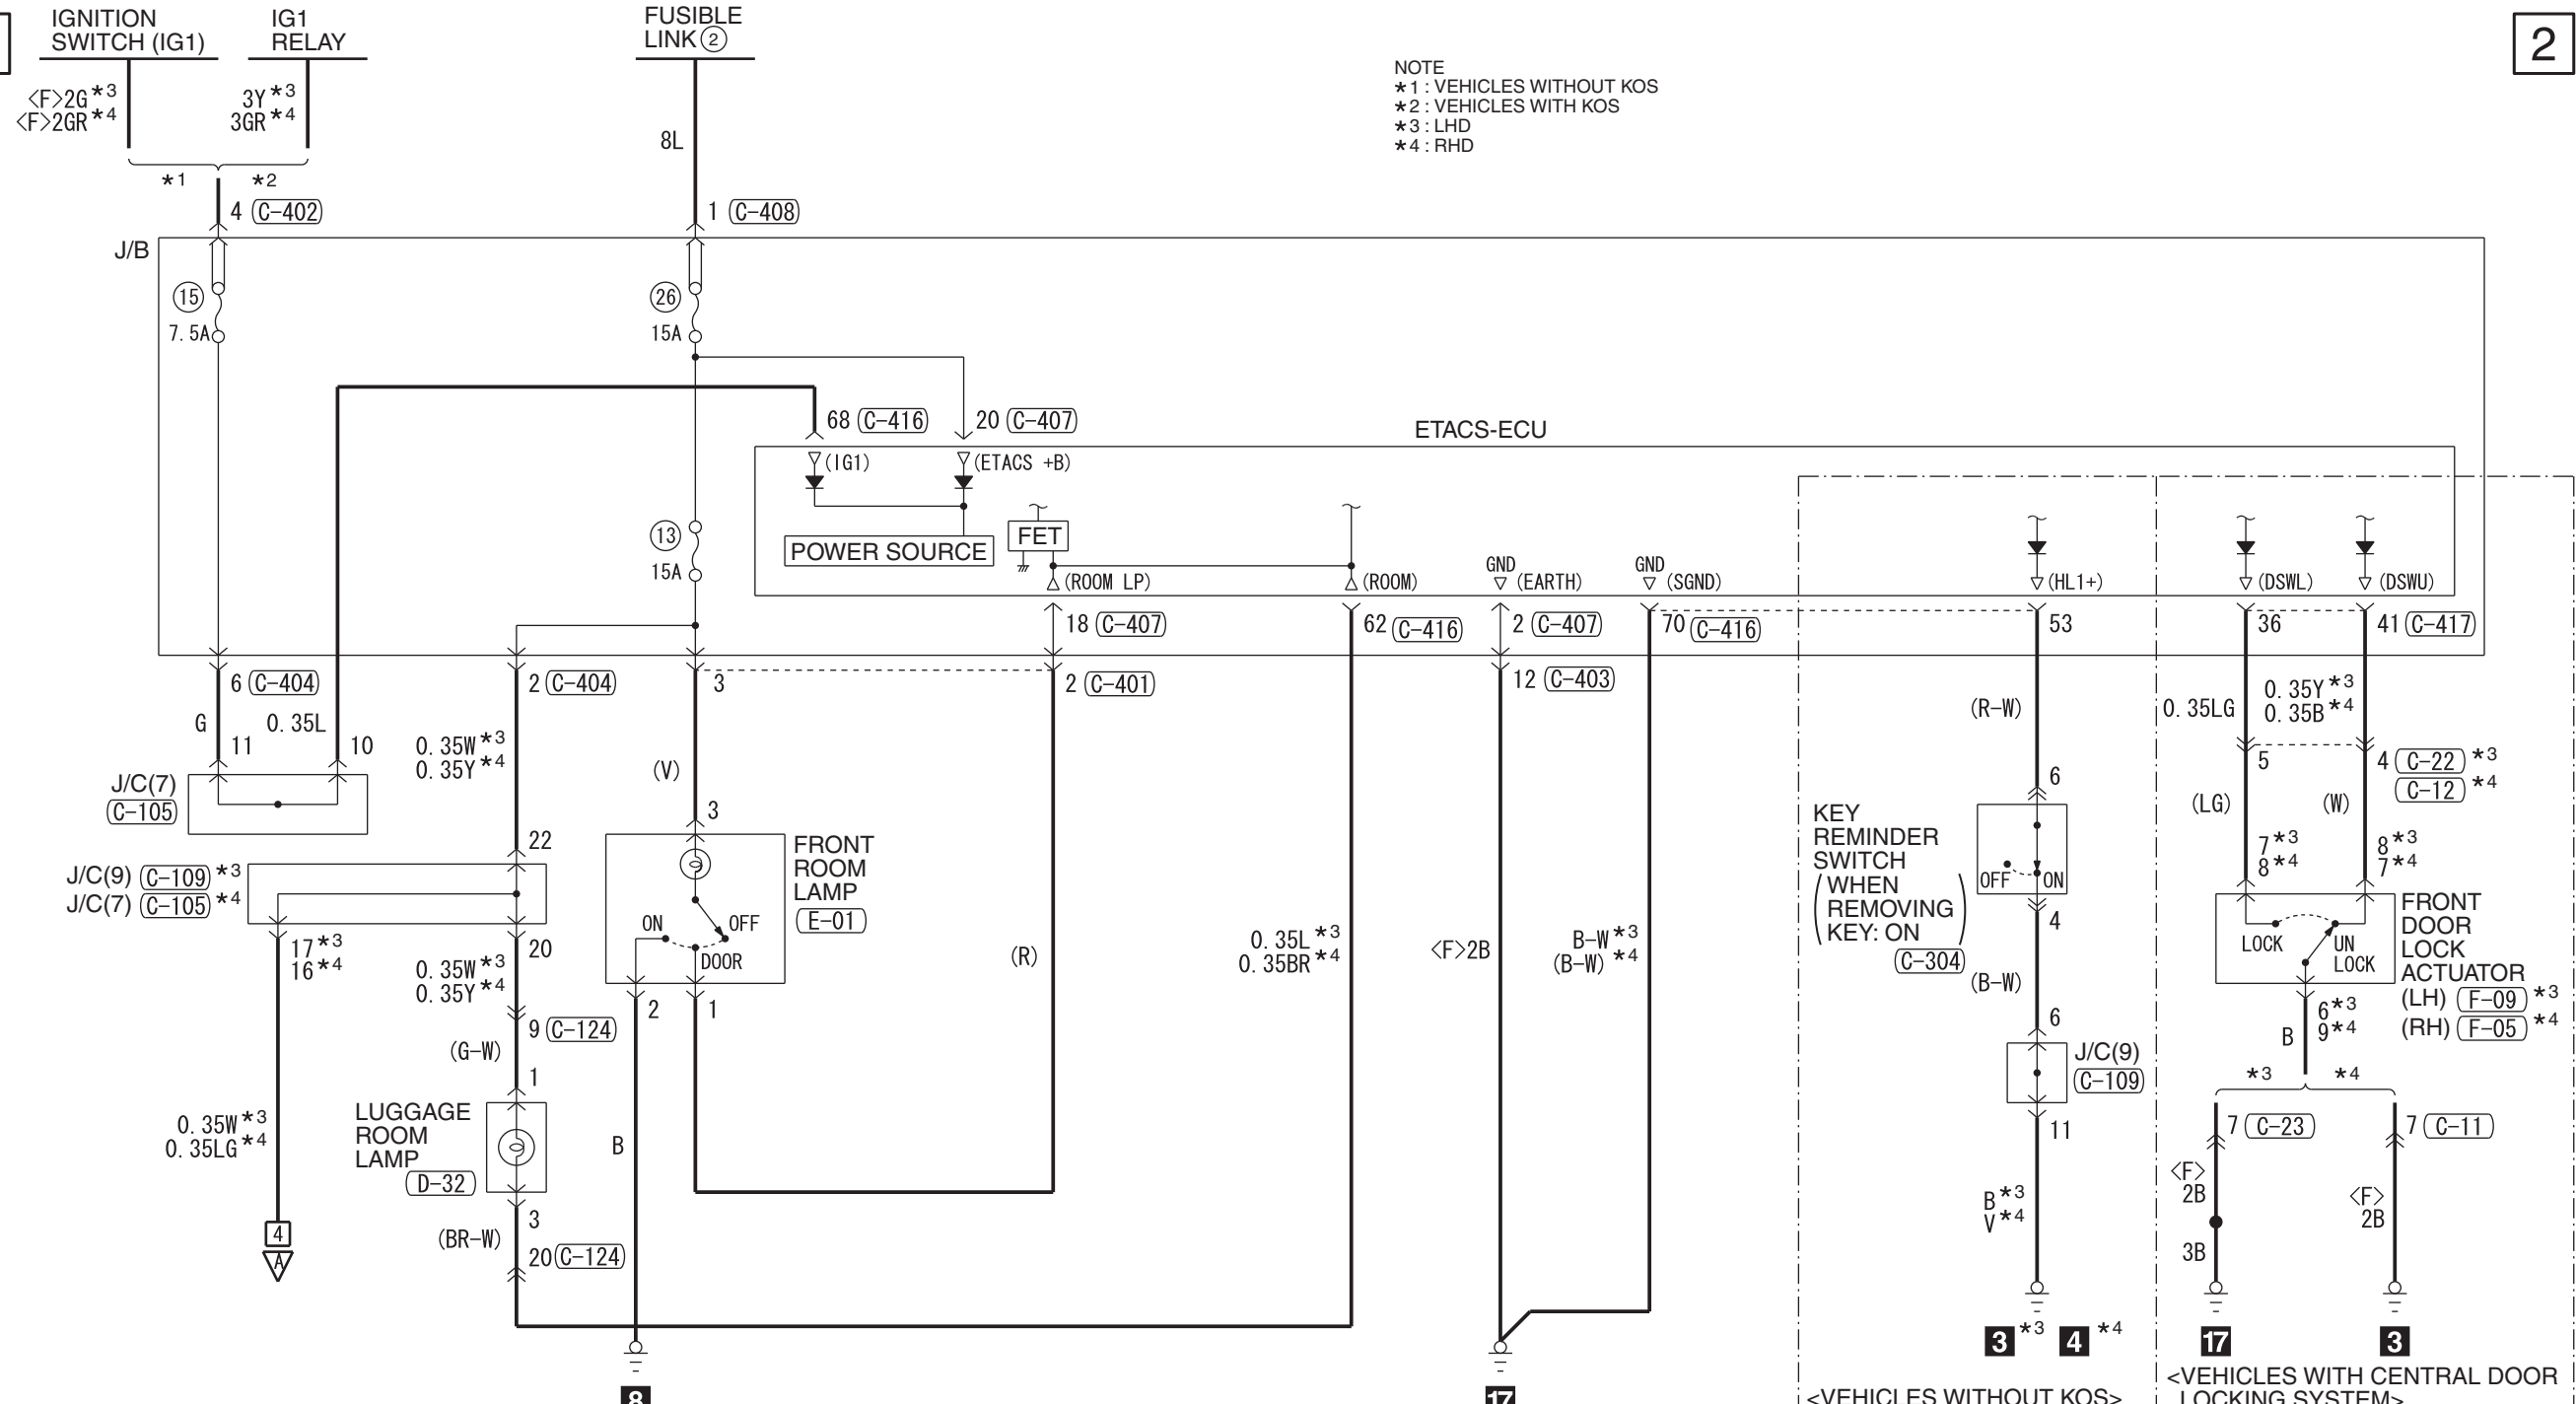 IGNITION
SWITCH (IG1)
IG1
RELAY
FUSIBLE
LINK ②
2
<F>2G *3
<F>2GR *4
3Y *3
3GR *4
8L
NOTE
*1 : VEHICLES WITHOUT KOS
*2 : VEHICLES WITH KOS
*3 : LHD
*4 : RHD
*1
*2
4 C-402
1 C-408
J/B
15
7.5A
26
15A
68 C-416
20 C-407
ETACS-ECU
(IG1)
(ETACS +B)
13
15A
POWER SOURCE
FET
(ROOM LP)
(ROOM)
GND
(EARTH)
GND
(SGND)
(HL1+)
(DSWL)
(DSWU)
18 C-407
62 C-416
2 C-407
70 C-416
53
36
41 C-417
6 C-404
2 C-404
3
2 C-401
12 C-403
G
0.35L
11
10
0.35W *3
0.35Y *4
(V)
(R-W)
0.35LG
0.35Y *3
0.35B *4
J/C(7)
C-105
5
4 C-22 *3
C-12 *4
(LG)
(W)
7 *3
8 *4
8 *3
7 *4
22
3
FRONT
ROOM
LAMP
E-01
ON
OFF
DOOR
J/C(9) C-109 *3
J/C(7) C-105 *4
17 *3
16 *4
20
0.35W *3
0.35Y *4
2
1
(R)
0.35L *3
0.35BR *4
<F>2B
B-W *3
(B-W) *4
6
KEY
REMINDER
SWITCH
(WHEN
REMOVING
KEY: ON)
C-304
OFF
ON
4
(B-W)
LOCK
UN
LOCK
FRONT
DOOR
LOCK
ACTUATOR
(LH) F-09 *3
(RH) F-05 *4
6 *3
9 *4
B
*3
*4
9 C-124
(G-W)
1
LUGGAGE
ROOM
LAMP
D-32
0.35W *3
0.35LG *4
B
6
J/C(9)
C-109
11
7 C-23
7 C-11
<F>
2B
<F>
2B
3B
3
(BR-W)
20 C-124
4
A
B *3
V *4
3 *3
4 *4
17
3
8
17
<VEHICLES WITHOUT KOS>
<VEHICLES WITH CENTRAL DOOR
LOCKING SYSTEM>